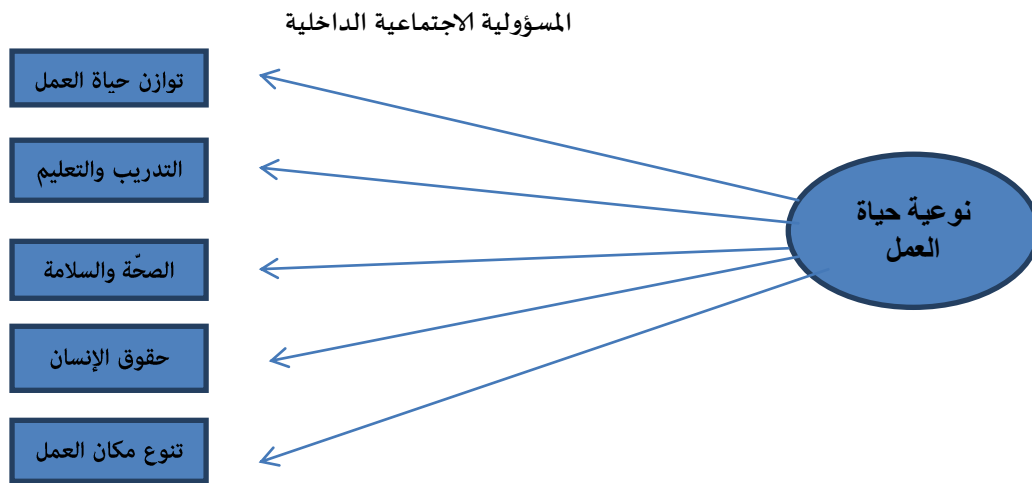 المسؤولية الاجتماعية الداخلية
توازن حياة العمل
التدريب والتعليم
نوعية حياة
العمل
الصحّة والسلامة
حقوق الإنسان
تنوع مكان العمل